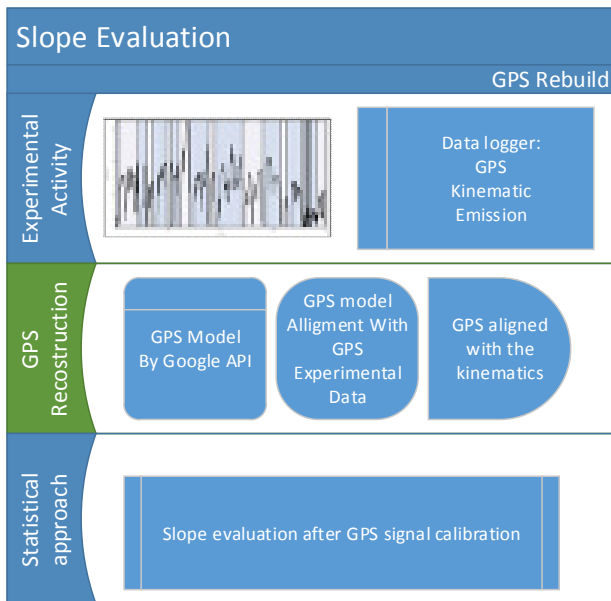 Slope Evaluation
GPS Rebuild
Experimental
Activity
Data logger:
GPS
Kinematic
Emission
GPS
Recostruction
GPS Model
By Google API
GPS model
Alligment With
GPS
Experimental
Data
GPS aligned
with the
kinematics
Statistical
approach
Slope evaluation after GPS signal calibration